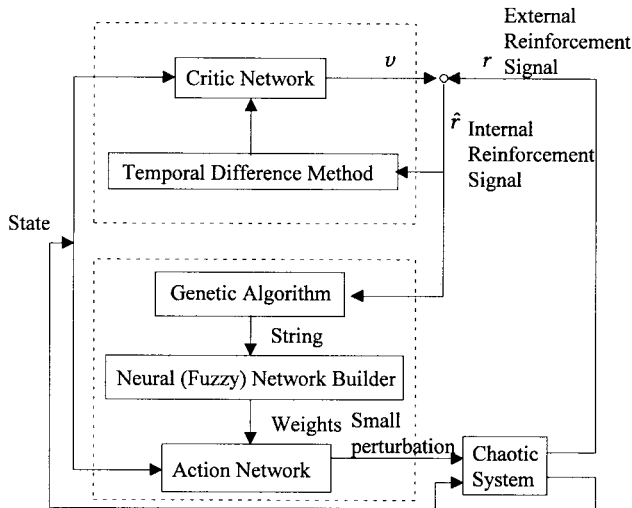 External
Reinforcement
Signal
Critic Network
v
r
r̂
Internal
Reinforcement
Signal
Temporal Difference Method
State
Genetic Algorithm
String
Neural (Fuzzy) Network Builder
Weights
Small
perturbation
Action Network
Chaotic
System